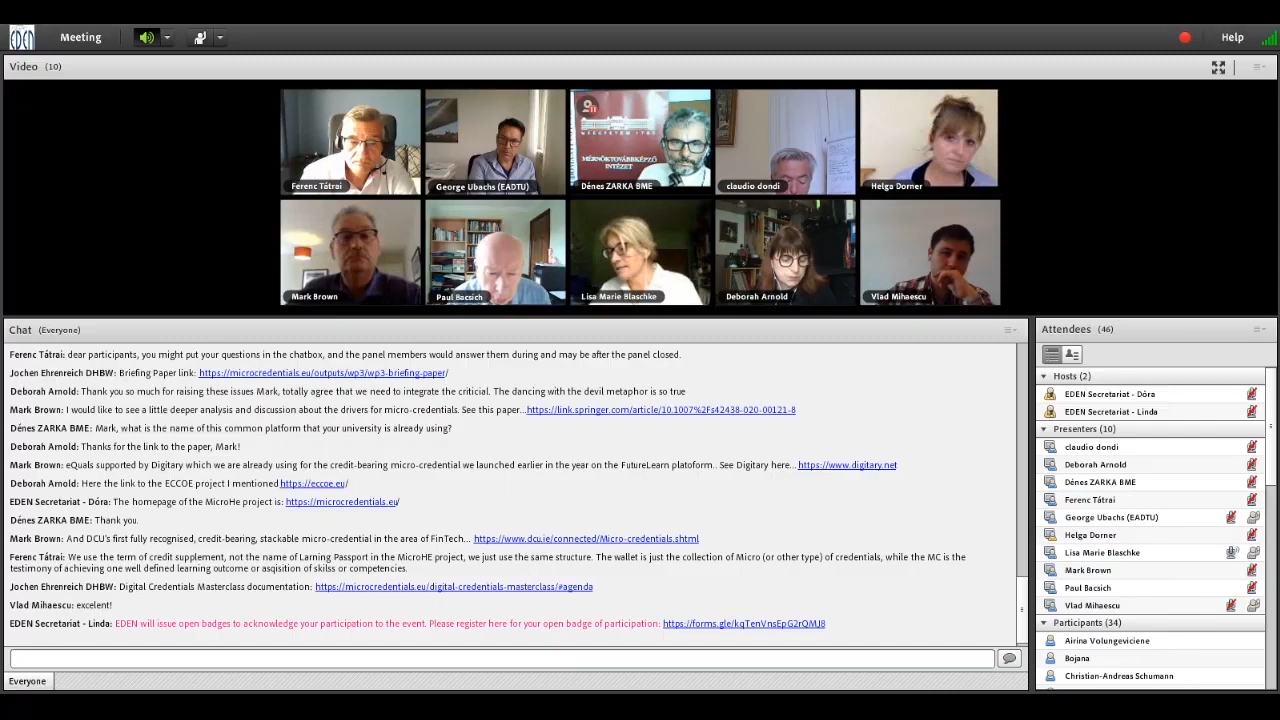 EDEN
Meeting
Help
Video (10)
MÉRNÖKTOVÁBBKÉPZŐ
INTÉZET
Ferenc Tátrai
George Ubachs (EADTU)
Dénes ZARKA BME
claudio dondi
Helga Dorner
Mark Brown
Paul Bacsich
Lisa Marie Blaschke
Deborah Arnold
Vlad Mihaescu
Chat (Everyone)
Ferenc Tátrai: dear participants, you might put your questions in the chatbox, and the panel members would answer them during and may be after the panel closed.
Jochen Ehrenreich DHBW: Briefing Paper link: https://microcredentials.eu/outputs/wp3/wp3-briefing-paper/
Deborah Arnold: Thank you so much for raising these issues Mark, totally agree that we need to integrate the criticial. The dancing with the devil metaphor is so true
Mark Brown: I would like to see a little deeper analysis and discussion about the drivers for micro-credentials. See this paper...https://link.springer.com/article/10.1007%2Fs42438-020-00121-8
Dénes ZARKA BME: Mark, what is the name of this common platform that your university is already using?
Deborah Arnold: Thanks for the link to the paper, Mark!
Mark Brown: eQuals supported by Digitary which we are already using for the credit-bearing micro-credential we launched earlier in the year on the FutureLearn platoform.. See Digitary here... https://www.digitary.net
Deborah Arnold: Here the link to the ECCOE project I mentioned https://eccoe.eu/
EDEN Secretariat - Dóra: The homepage of the MicroHe project is: https://microcredentials.eu/
Dénes ZARKA BME: Thank you.
Mark Brown: And DCU's first fully recognised, credit-bearing, stackable micro-credential in the area of FinTech... https://www.dcu.ie/connected/Micro-credentials.shtml
Ferenc Tátrai: We use the term of credit supplement, not the name of Larning Passport in the MicroHE project, we just use the same structure. The wallet is just the collection of Micro (or other type) of credentials, while the MC is the
testimony of achieving one well defined learning outcome or asqisition of skilss or competencies.
Jochen Ehrenreich DHBW: Digital Credentials Masterclass documentation: https://microcredentials.eu/digital-credentials-masterclass/#agenda
Vlad Mihaescu: excelent!
EDEN Secretariat - Linda: EDEN will issue open badges to acknowledge your participation to the event. Please register here for your open badge of participation: https://forms.gle/kqTenVnsEpG2rQMJ8
Everyone
Attendees (46)
Hosts (2)
EDEN Secretariat - Dóra
EDEN Secretariat - Linda
Presenters (10)
claudio dondi
Deborah Arnold
Dénes ZARKA BME
Ferenc Tátrai
George Ubachs (EADTU)
Helga Dorner
Lisa Marie Blaschke
Mark Brown
Paul Bacsich
Vlad Mihaescu
Participants (34)
Airina Volungeviciene
Bojana
Christian-Andreas Schumann